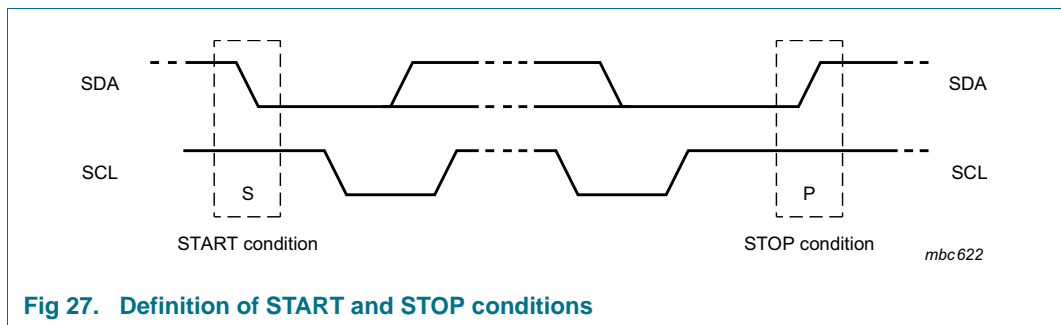 SDA
SDA
SCL
SCL
S
P
START condition
STOP condition
mbc622
Fig 27. Definition of START and STOP conditions